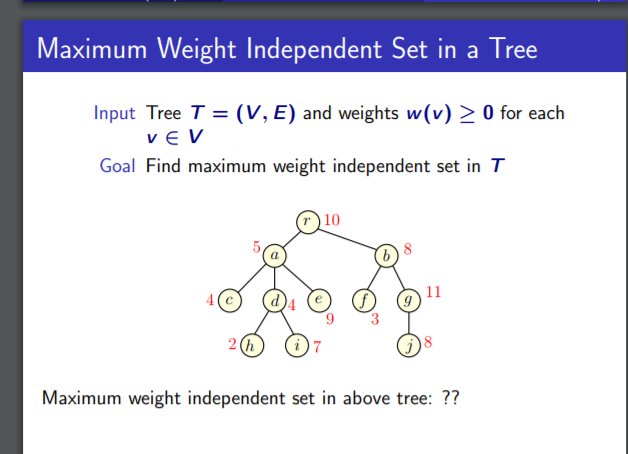 Maximum Weight Independent Set in a Tree
Input Tree T = (V, E) and weights w(v) ≥ 0 for each
v ∈ V
Goal Find maximum weight independent set in T
r 10
5 a b 8
4 c d 4 e f g 11
9 3
2 h i 7 j 8
Maximum weight independent set in above tree: ??